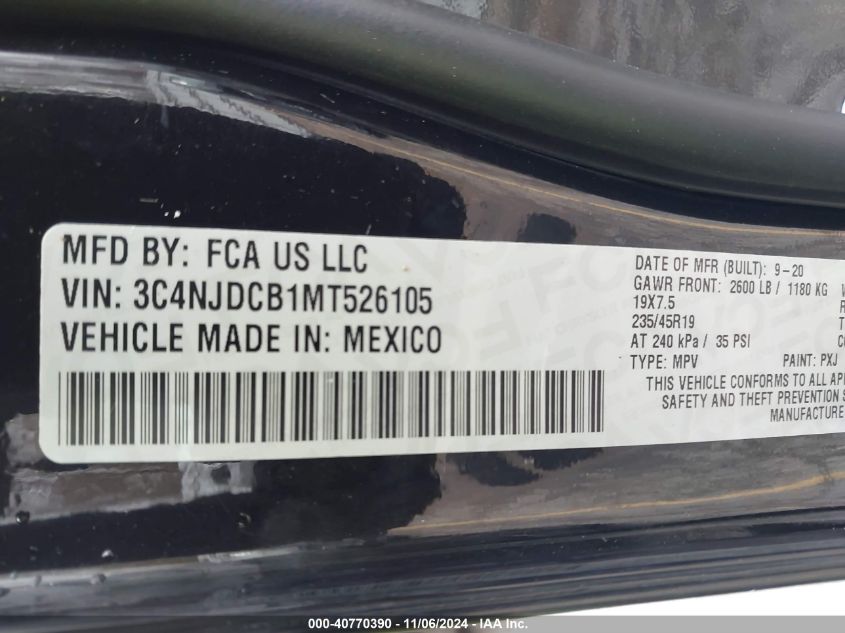 MFD BY: FCA US LLC
VIN: 3C4NJDCB1MT526105
VEHICLE MADE IN: MEXICO
DATE OF MFR (BUILT): 9-20
GAWR FRONT: 2600 LB / 1180 KG
19X7.5
235/45R19
AT 240 kPa / 35 PSI
TYPE: MPV PAINT: PXJ
THIS VEHICLE CONFORMS TO ALL
SAFETY AND THEFT PREVENTION
000-40770390 - 11/06/2024 - IAA Inc.